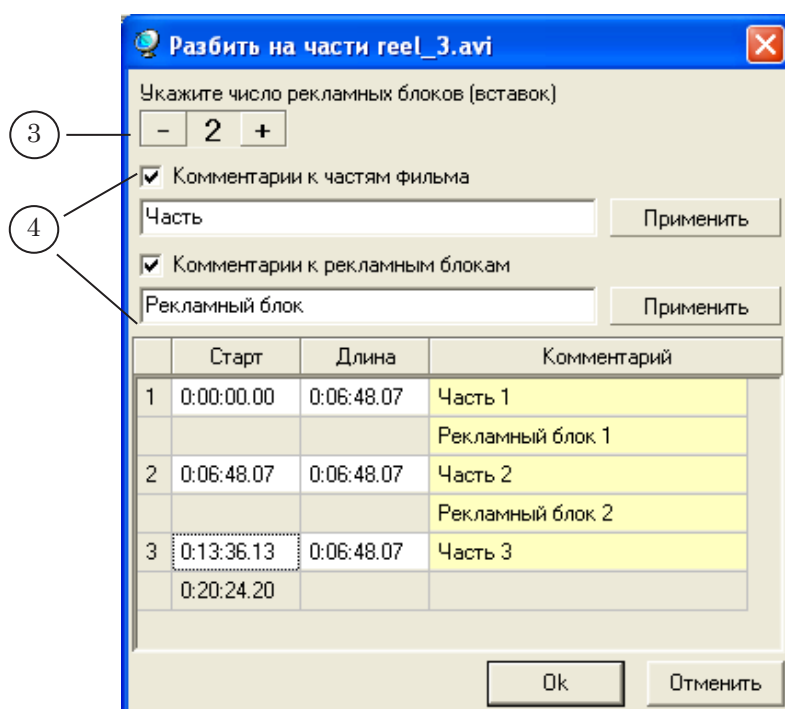 Разбить на части reel_3.avi
Укажите число рекламных блоков (вставок)
3
- 2 +
Комментарии к частям фильма
4
Часть Применить
Комментарии к рекламным блокам
Рекламный блок Применить
Старт Длина Комментарий
1 0:00:00.00 0:06:48.07 Часть 1
Рекламный блок 1
2 0:06:48.07 0:06:48.07 Часть 2
Рекламный блок 2
3 0:13:36.13 0:06:48.07 Часть 3
0:20:24.20
Ok Отменить